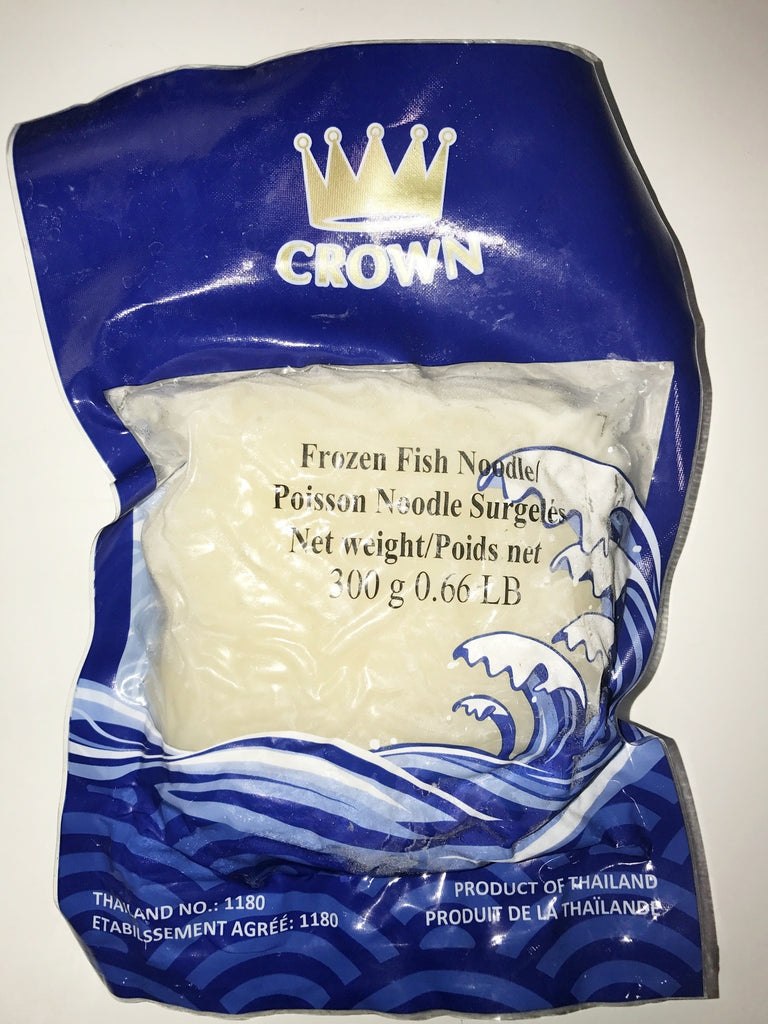 CROWN
Frozen Fish Noodle/
Poisson Noodle Surgelés
Net weight/Poids net
300 g 0.66 LB
THAILAND NO.: 1180
ETABLISSEMENT AGRÉÉ: 1180
PRODUCT OF THAILAND
PRODUIT DE LA THAÏLANDE